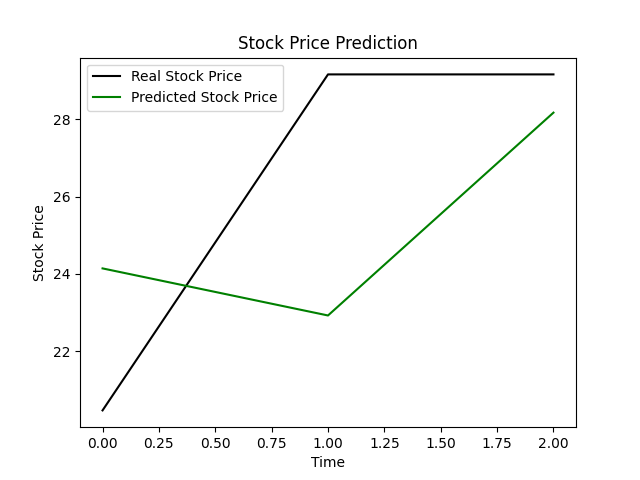 Stock Price Prediction
Real Stock Price
Predicted Stock Price
Stock Price
28
26
24
22
0.00 0.25 0.50 0.75 1.00 1.25 1.50 1.75 2.00
Time